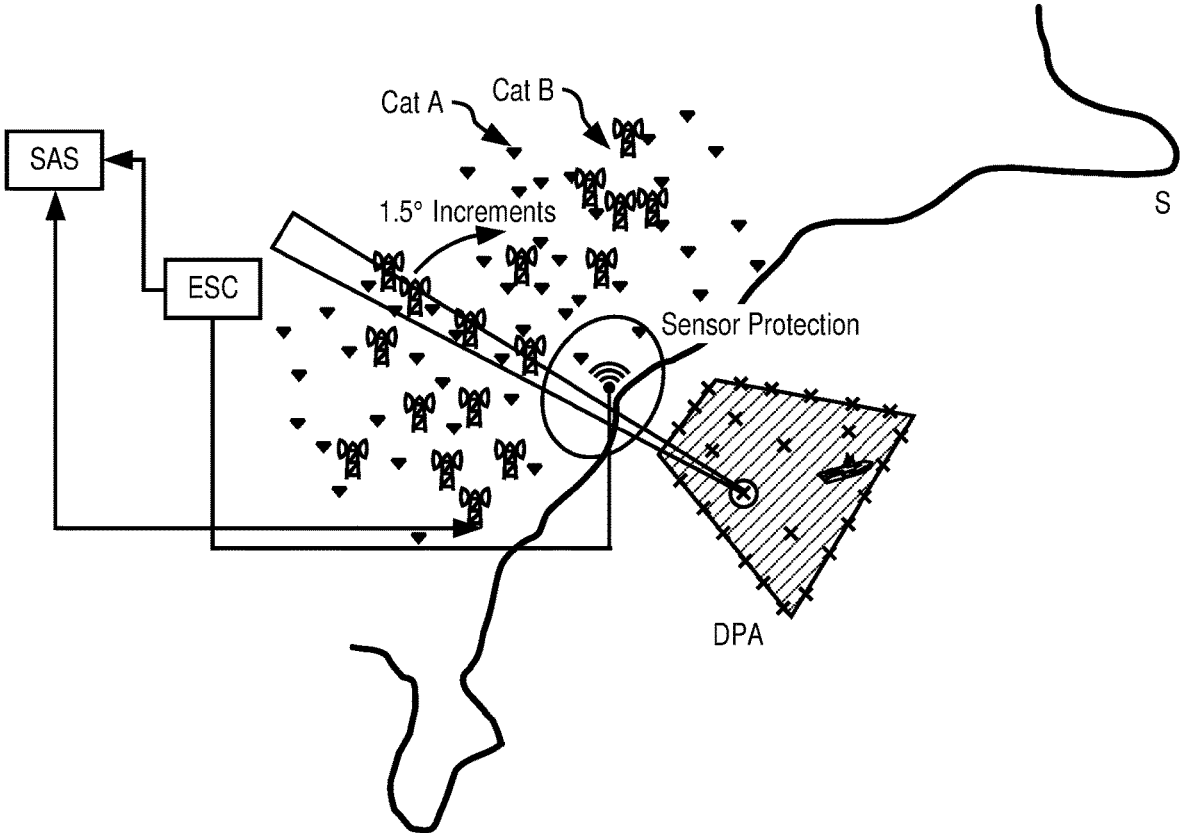 Cat A
Cat B
SAS
1.5° Increments
S
ESC
Sensor Protection
DPA